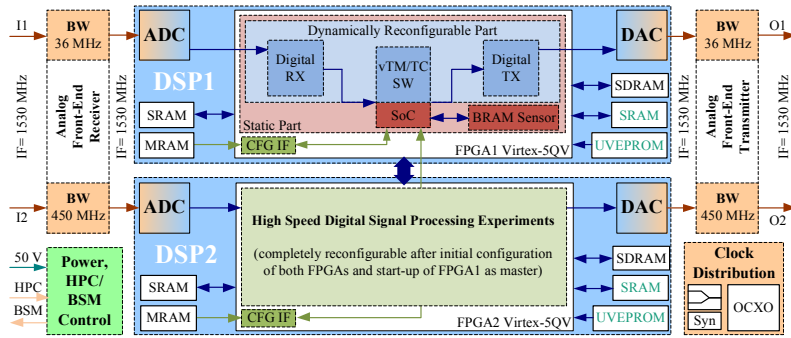 I1
BW
36 MHz
IF= 1530 MHz
Analog
Front-End
Receiver
IF= 1530 MHz
BW
450 MHz
I2
50 V
HPC
BSM
Power,
HPC/
BSM
Control
ADC
DSP1
SRAM
MRAM
Dynamically Reconfigurable Part
Digital
RX
vTM/TC
SW
Digital
TX
SoC
BRAM Sensor
Static Part
CFG IF
FPGA1 Virtex-5QV
DAC
SDRAM
SRAM
UVEPROM
ADC
DSP2
SRAM
MRAM
High Speed Digital Signal Processing Experiments
(completely reconfigurable after initial configuration
of both FPGAs and start-up of FPGA1 as master)
CFG IF
FPGA2 Virtex-5QV
DAC
SDRAM
SRAM
UVEPROM
BW
36 MHz
O1
IF= 1530 MHz
Analog
Front-End
Transmitter
IF= 1530 MHz
BW
450 MHz
O2
Clock
Distribution
Syn
OCXO